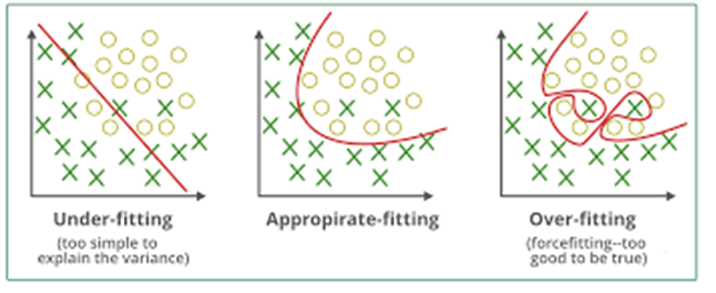 Under-fitting
(too simple to
explain the variance)
Appropirate-fitting
Over-fitting
(forcefitting--too
good to be true)